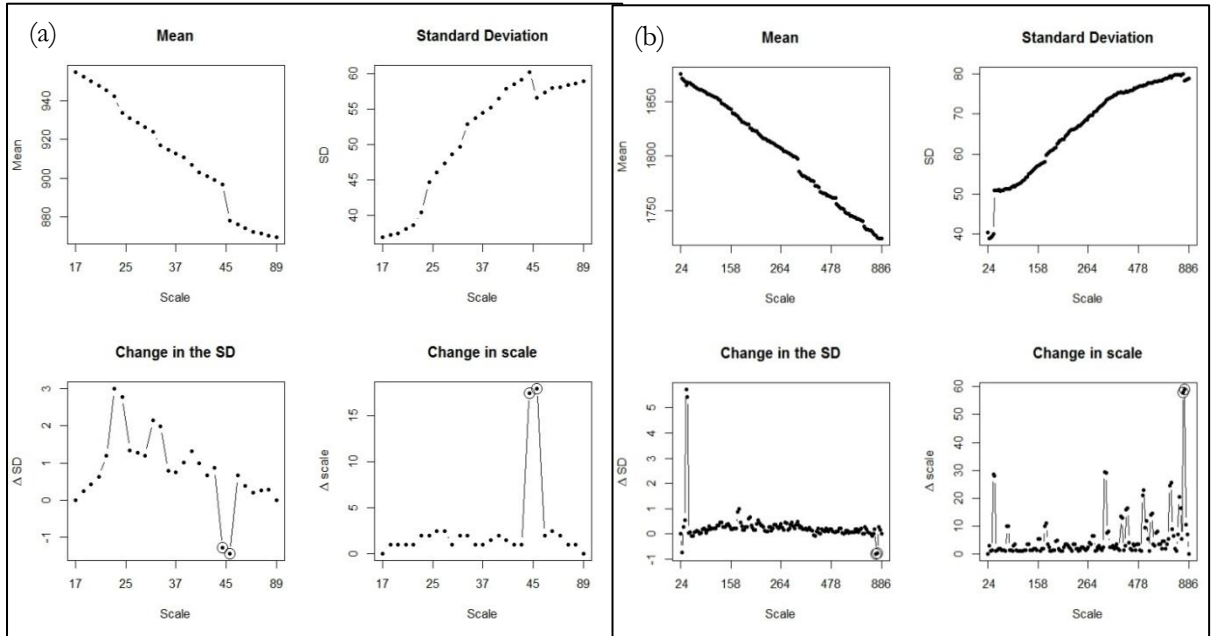 (a)
Mean
Mean
940
920
900
880
17 25 37 45 89
Scale
Standard Deviation
SD
60
55
50
45
40
17 25 37 45 89
Scale
Change in the SD
Δ SD
3
2
1
0
-1
17 25 37 45 89
Scale
Change in scale
Δ scale
15
10
5
0
17 25 37 45 89
Scale
(b)
Mean
Mean
1850
1800
1750
24 158 264 478 886
Scale
Standard Deviation
SD
80
70
60
50
40
24 158 264 478 886
Scale
Change in the SD
Δ SD
5
4
3
2
1
0
-1
24 158 264 478 886
Scale
Change in scale
Δ scale
60
50
40
30
20
10
0
24 158 264 478 886
Scale